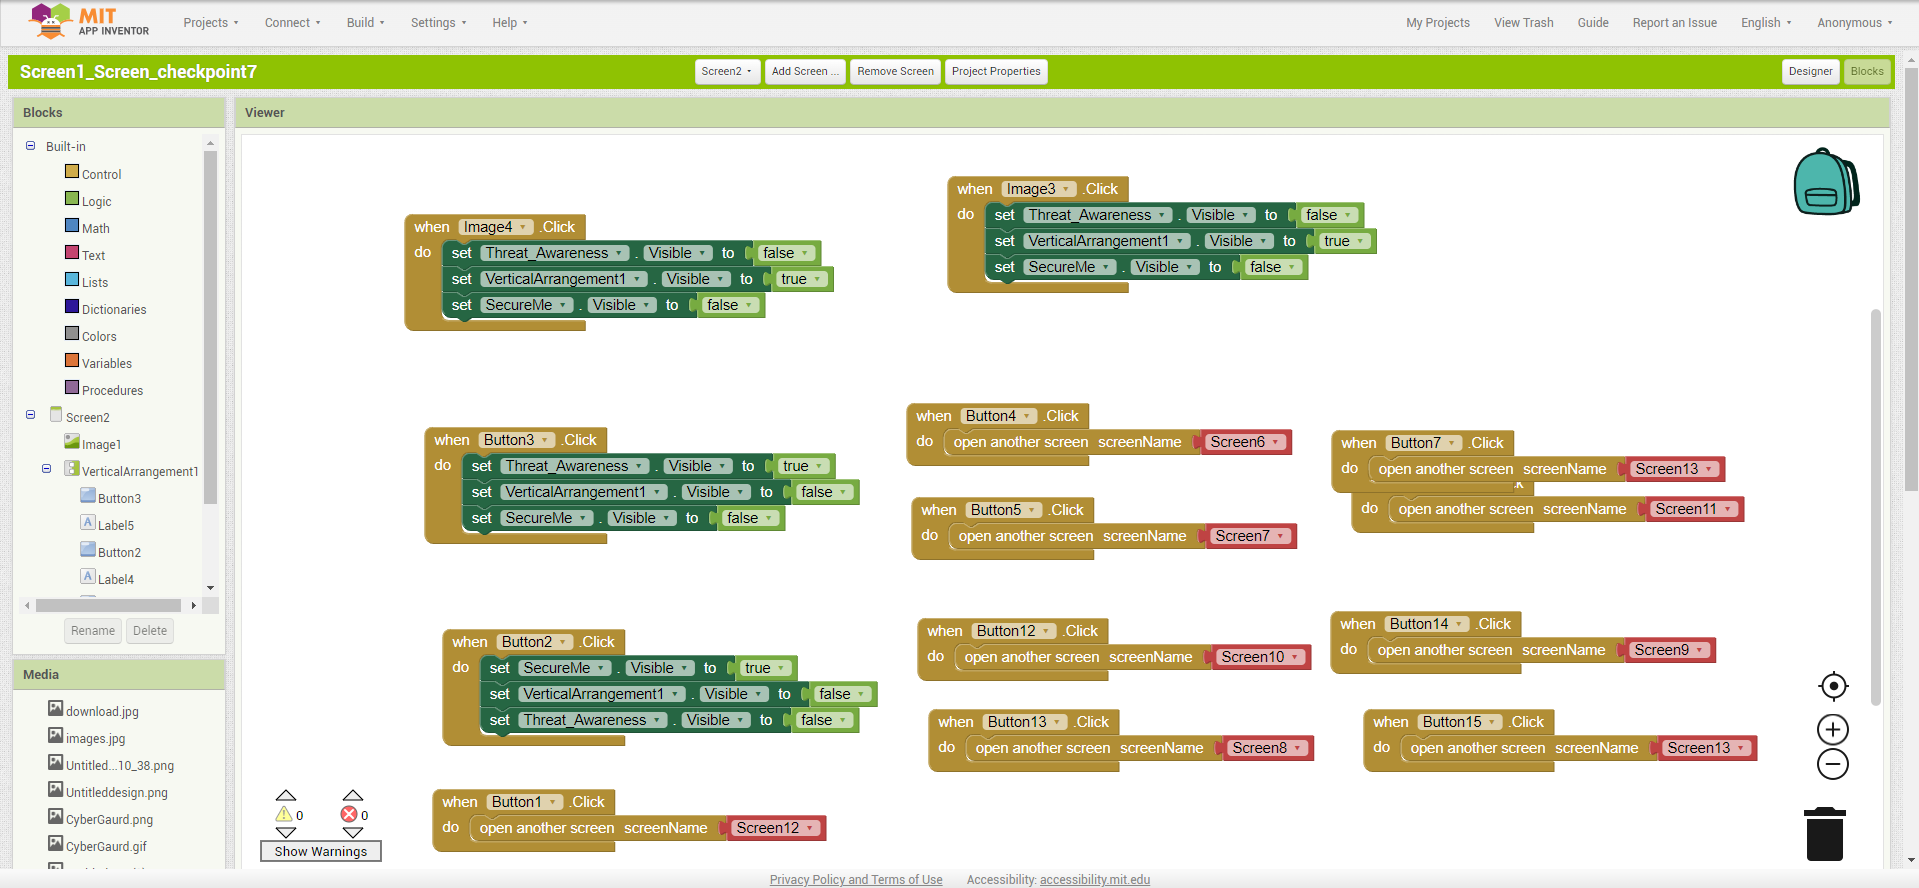 MIT
APP INVENTOR
Projects
Connect
Build
Settings
Help
My Projects
View Trash
Guide
Report an Issue
English
Anonymous
Screen1_Screen_checkpoint7
Screen2
Add Screen ...
Remove Screen
Project Properties
Designer
Blocks
Blocks
Built-in
Control
Logic
Math
Text
Lists
Dictionaries
Colors
Variables
Procedures
Screen2
Image1
VerticalArrangement1
Button3
Label5
Button2
Label4
Rename
Delete
Media
download.jpg
images.jpg
Untitled...10_38.png
Untitleddesign.png
CyberGaurd.png
CyberGaurd.gif
Viewer
when Image4 .Click
do set Threat_Awareness . Visible to false
set VerticalArrangement1 . Visible to true
set SecureMe . Visible to false
when Image3 .Click
do set Threat_Awareness . Visible to false
set VerticalArrangement1 . Visible to true
set SecureMe . Visible to false
when Button3 .Click
do set Threat_Awareness . Visible to true
set VerticalArrangement1 . Visible to false
set SecureMe . Visible to false
when Button4 .Click
do open another screen screenName Screen6
when Button7 .Click
do open another screen screenName Screen13
do open another screen screenName Screen11
when Button5 .Click
do open another screen screenName Screen7
when Button2 .Click
do set SecureMe . Visible to true
set VerticalArrangement1 . Visible to false
set Threat_Awareness . Visible to false
when Button12 .Click
do open another screen screenName Screen10
when Button14 .Click
do open another screen screenName Screen9
when Button13 .Click
do open another screen screenName Screen8
when Button15 .Click
do open another screen screenName Screen13
when Button1 .Click
do open another screen screenName Screen12
0
0
Show Warnings
Privacy Policy and Terms of Use
Accessibility: accessibility.mit.edu